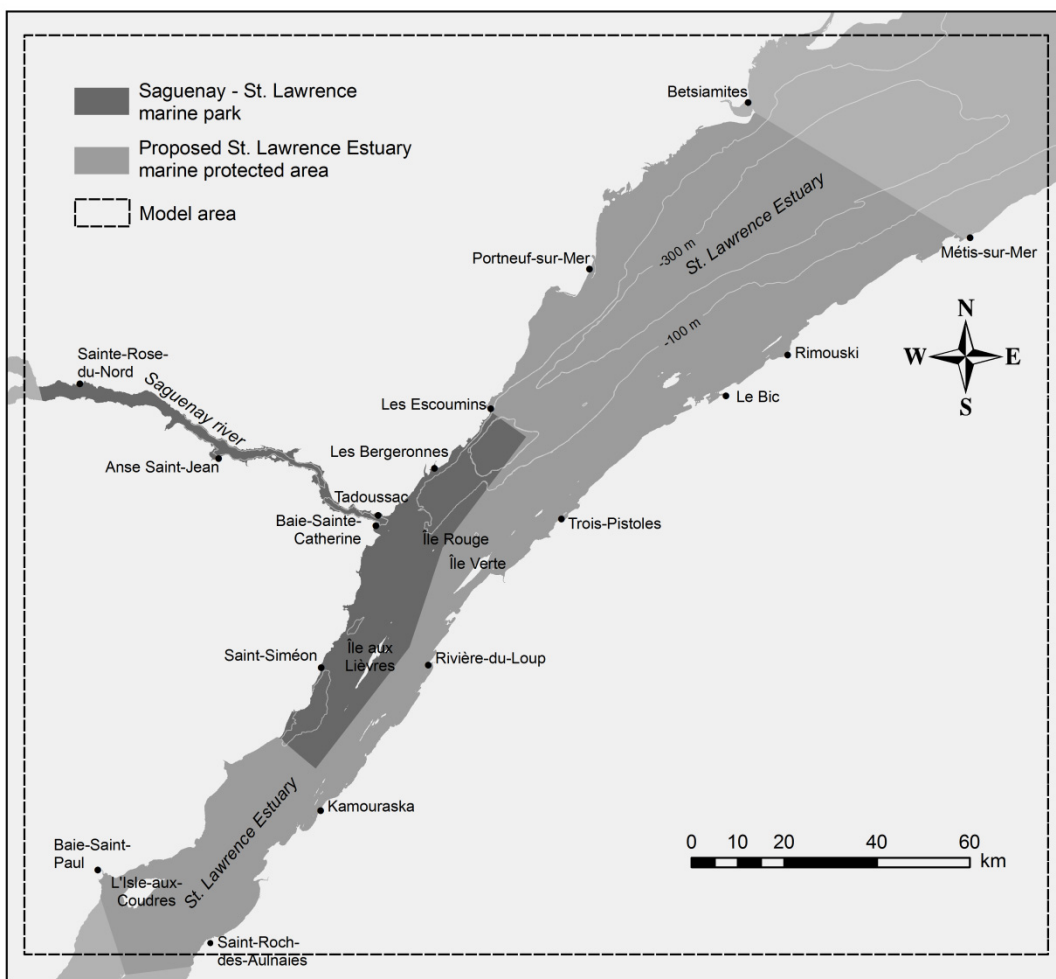 Saguenay - St. Lawrence
marine park
Proposed St. Lawrence Estuary
marine protected area
Model area
Betsiamites
St. Lawrence Estuary
-300 m
-100 m
Portneuf-sur-Mer
Métis-sur-Mer
N
W
E
S
Rimouski
Le Bic
Sainte-Rose-
du-Nord
Saguenay river
Anse Saint-Jean
Les Escoumins
Les Bergeronnes
Tadoussac
Baie-Sainte-
Catherine
Île Rouge
Île Verte
Trois-Pistoles
Saint-Siméon
Île aux
Lièvres
Rivière-du-Loup
Kamouraska
St. Lawrence Estuary
Baie-Saint-
Paul
L'Isle-aux-
Coudres
Saint-Roch-
des-Aulnaies
0 5 10 20 40 60
km